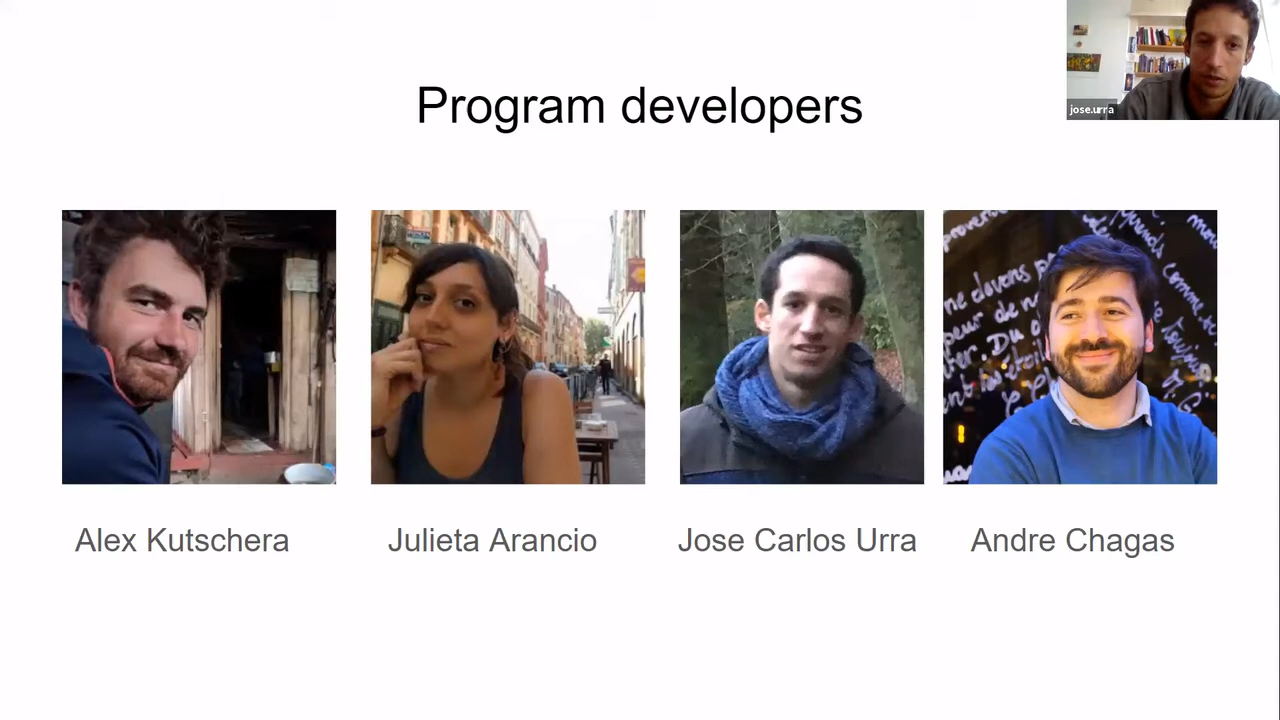 Program developers
jose.urra
Alex Kutschera
Julieta Arancio
Jose Carlos Urra
Andre Chagas